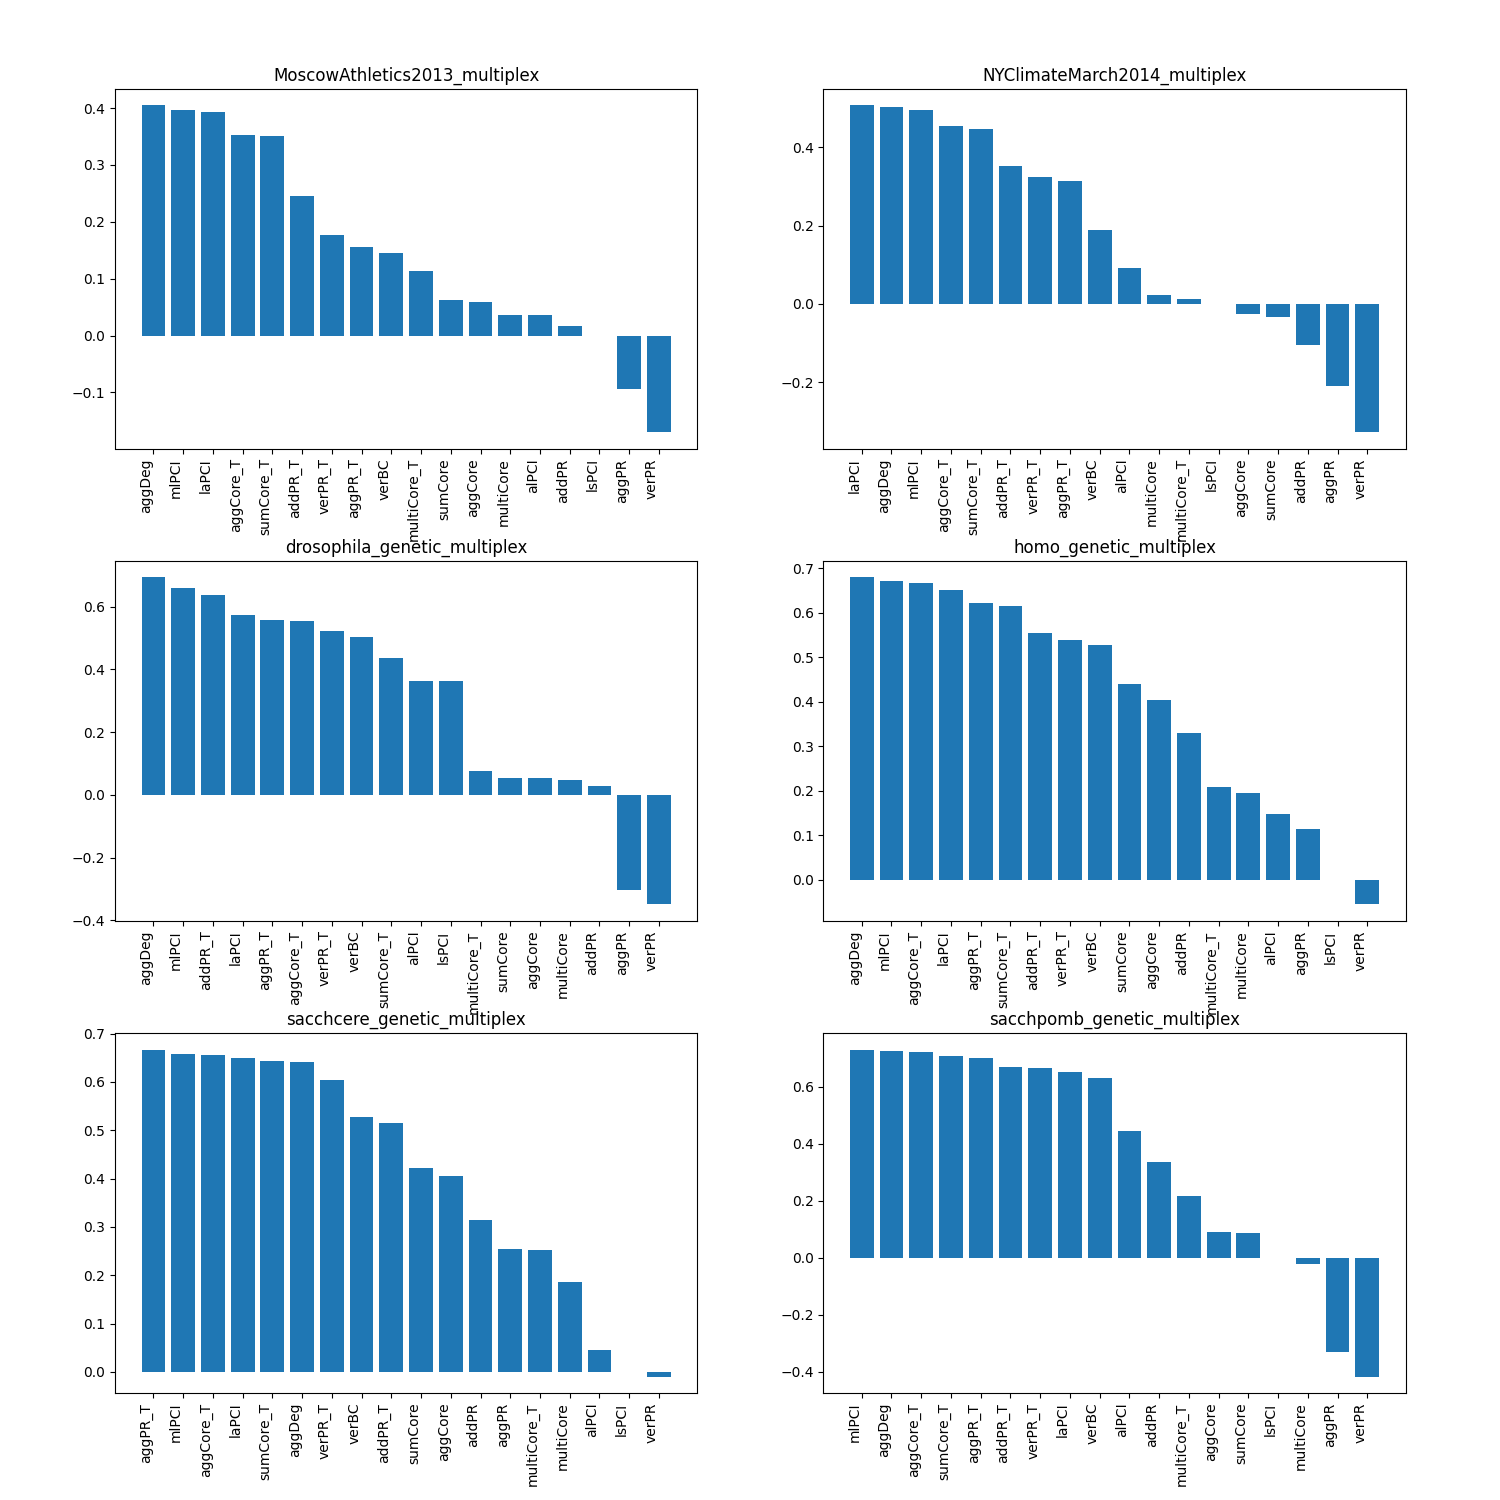 MoscowAthletics2013_multiplex
0.4
0.3
0.2
0.1
0.0
−0.1
aggDeg
mlPCI
laPCI
aggCore_T
sumCore_T
addPR_T
verPR_T
aggPR_T
verBC
multiCore_T
sumCore
aggCore
multiCore
alPCI
addPR
lsPCI
aggPR
verPR
NYClimateMarch2014_multiplex
0.4
0.2
0.0
−0.2
laPCI
aggDeg
mlPCI
aggCore_T
sumCore_T
addPR_T
verPR_T
aggPR_T
verBC
alPCI
multiCore
multiCore_T
lsPCI
aggCore
sumCore
addPR
aggPR
verPR
drosophila_genetic_multiplex
0.6
0.4
0.2
0.0
−0.2
−0.4
aggDeg
mlPCI
addPR_T
laPCI
aggPR_T
aggCore_T
verPR_T
verBC
sumCore_T
alPCI
lsPCI
multiCore_T
sumCore
aggCore
multiCore
addPR
aggPR
verPR
homo_genetic_multiplex
0.7
0.6
0.5
0.4
0.3
0.2
0.1
0.0
aggDeg
mlPCI
aggCore_T
laPCI
aggPR_T
sumCore_T
addPR_T
verPR_T
verBC
sumCore
aggCore
addPR
multiCore_T
multiCore
alPCI
aggPR
lsPCI
verPR
sacchcere_genetic_multiplex
0.7
0.6
0.5
0.4
0.3
0.2
0.1
0.0
aggPR_T
mlPCI
aggCore_T
laPCI
sumCore_T
aggDeg
verPR_T
verBC
addPR_T
sumCore
aggCore
addPR
aggPR
multiCore_T
multiCore
alPCI
lsPCI
verPR
sacchpomb_genetic_multiplex
0.6
0.4
0.2
0.0
−0.2
−0.4
mlPCI
aggDeg
aggCore_T
sumCore_T
aggPR_T
addPR_T
verPR_T
laPCI
verBC
alPCI
addPR
multiCore_T
aggCore
sumCore
lsPCI
multiCore
aggPR
verPR